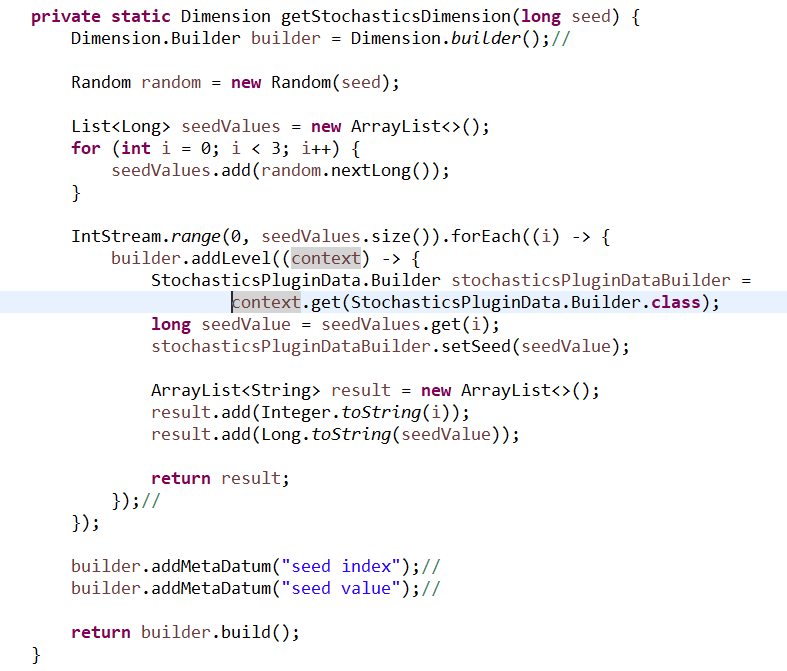 private static Dimension getStochasticsDimension(long seed) {
    Dimension.Builder builder = Dimension.builder();//

    Random random = new Random(seed);

    List<Long> seedValues = new ArrayList<>();
    for (int i = 0; i < 3; i++) {
        seedValues.add(random.nextLong());
    }

    IntStream.range(0, seedValues.size()).forEach((i) -> {
        builder.addLevel((context) -> {
            StochasticsPluginData.Builder stochasticsPluginDataBuilder =
                    context.get(StochasticsPluginData.Builder.class);
            long seedValue = seedValues.get(i);
            stochasticsPluginDataBuilder.setSeed(seedValue);

            ArrayList<String> result = new ArrayList<>();
            result.add(Integer.toString(i));
            result.add(Long.toString(seedValue));

            return result;
        });//
    });

    builder.addMetaDatum("seed index");//
    builder.addMetaDatum("seed value");//

    return builder.build();
}